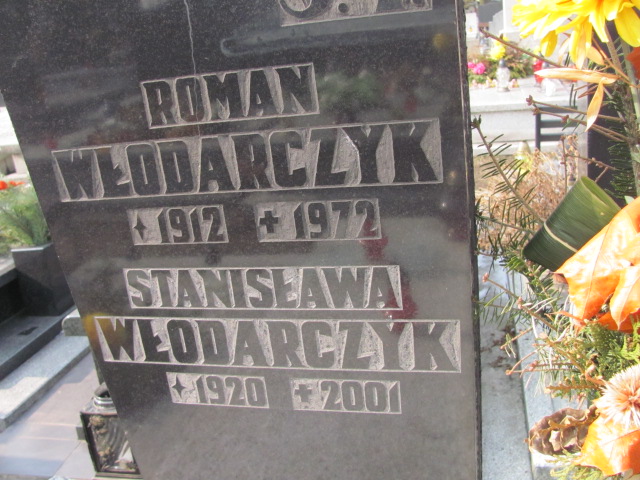 ROMAN
WŁODARCZYK
✦ 1912 ✝ 1972
STANISŁAWA
WŁODARCZYK
✦ 1920 ✝ 2001